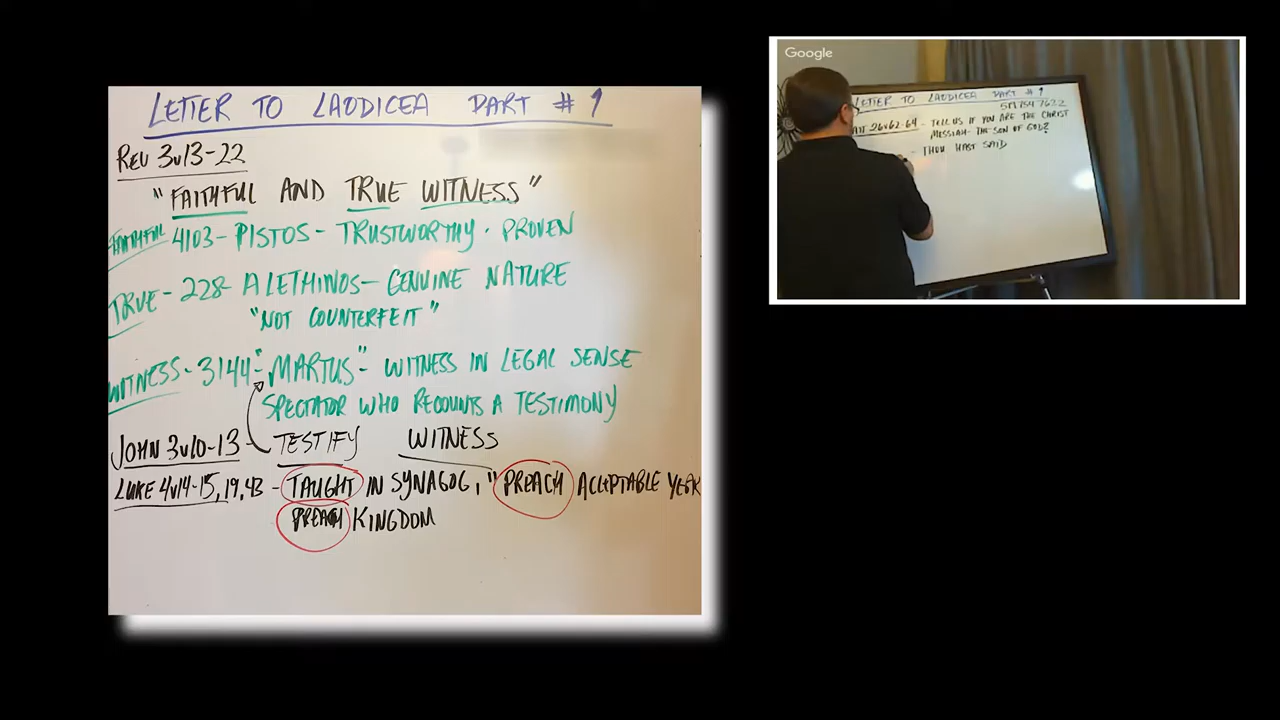 LETTER TO LAODICEA PART # 1
REV 3v13-22
"FAITHFUL AND TRUE WITNESS"
FAITHFUL 4103- PISTOS- TRUSTWORTHY · PROVEN
TRUE- 228- ALETHINOS- GENUINE NATURE
"NOT COUNTERFEIT"
WITNESS- 3144- "MARTUS"- WITNESS IN LEGAL SENSE
SPECTATOR WHO RECOUNTS A TESTIMONY
JOHN 3v10-13 - TESTIFY WITNESS
LUKE 4v14-15, 19, 43 - TAUGHT IN SYNAGOG, "PREACH ACCEPTABLE YEAR
PREACH KINGDOM
Google
LETTER TO LAODICEA PART # 1
26v62-64 - TELL US IF YOU ARE THE CHRIST
MESSIAH- THE SON OF GOD?
THOU HAST SAID